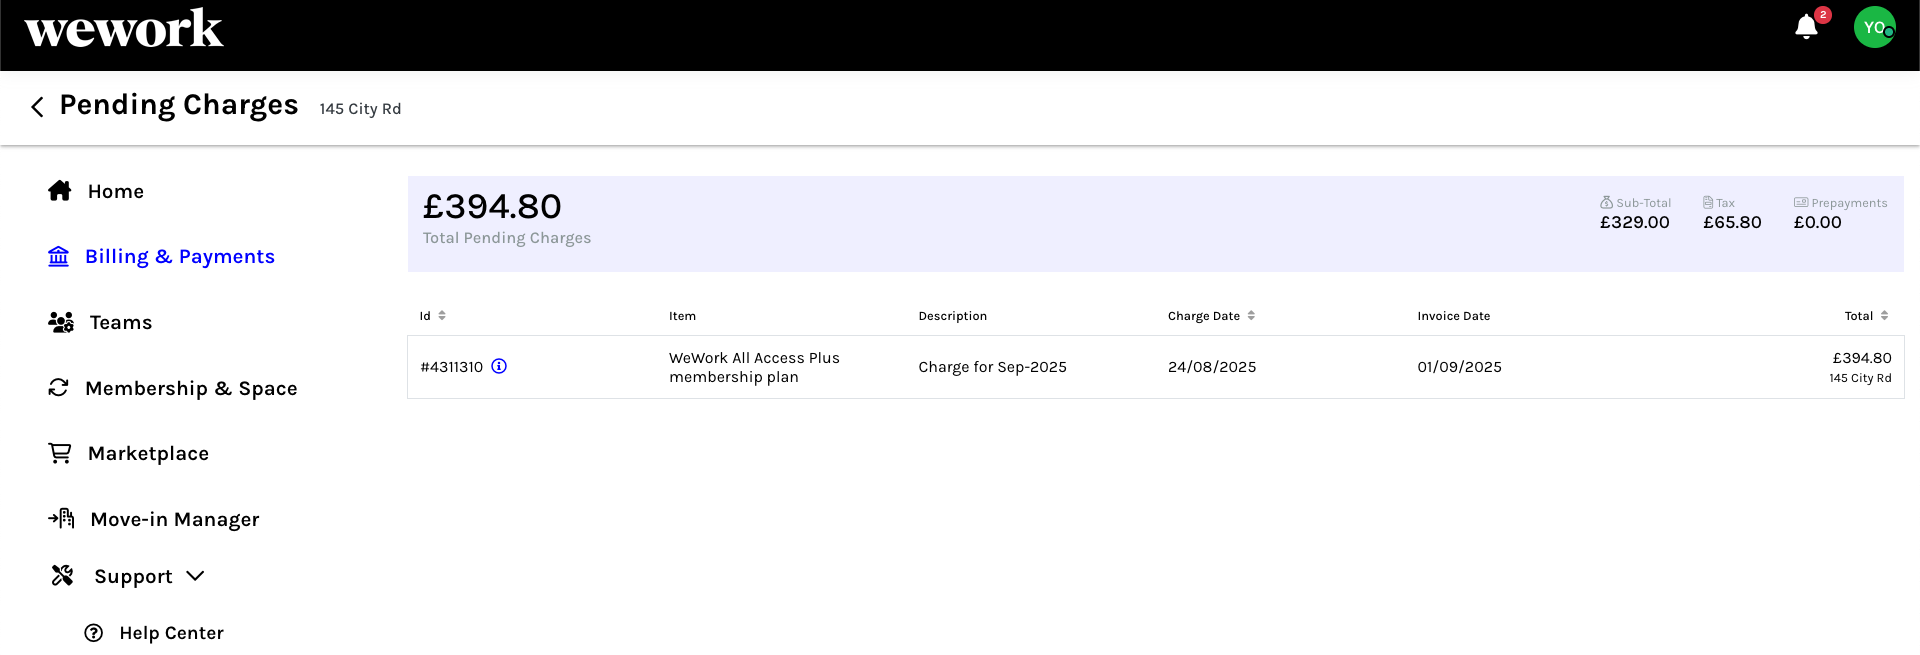 wework
2
YO
Pending Charges 145 City Rd
Home
Billing & Payments
Teams
Membership & Space
Marketplace
Move-in Manager
Support
Help Center
£394.80
Total Pending Charges
Sub-Total Tax Prepayments
£329.00 £65.80 £0.00
Id Item Description Charge Date Invoice Date Total
#4311310 WeWork All Access Plus
membership plan Charge for Sep-2025 24/08/2025 01/09/2025 £394.80
145 City Rd